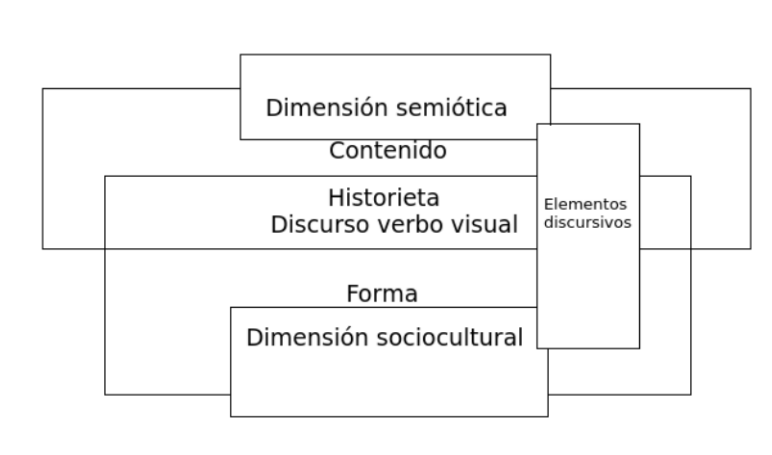 Dimensión semiótica
Contenido
Historieta
Discurso verbo visual
Elementos
discursivos
Forma
Dimensión sociocultural